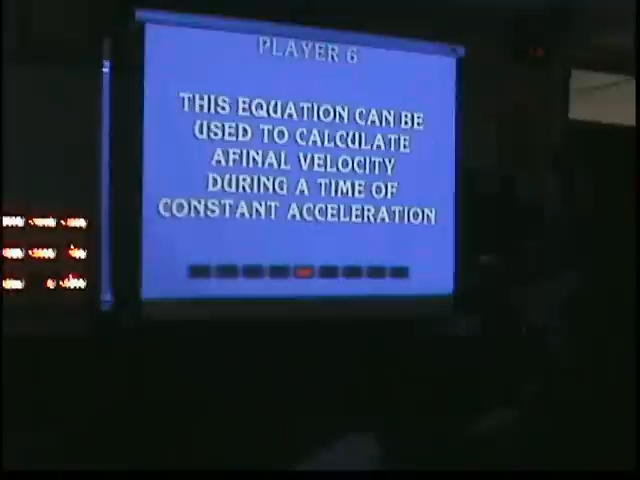 PLAYER 6
THIS EQUATION CAN BE
USED TO CALCULATE
AFINAL VELOCITY
DURING A TIME OF
CONSTANT ACCELERATION